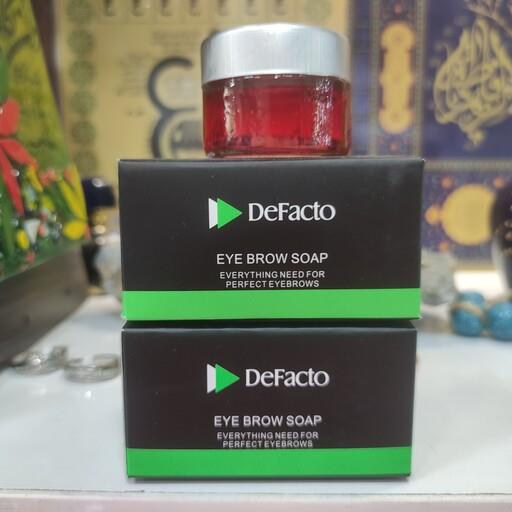 DeFacto
EYE BROW SOAP
EVERYTHING NEED FOR
PERFECT EYEBROWS
DeFacto
EYE BROW SOAP
EVERYTHING NEED FOR
PERFECT EYEBROWS